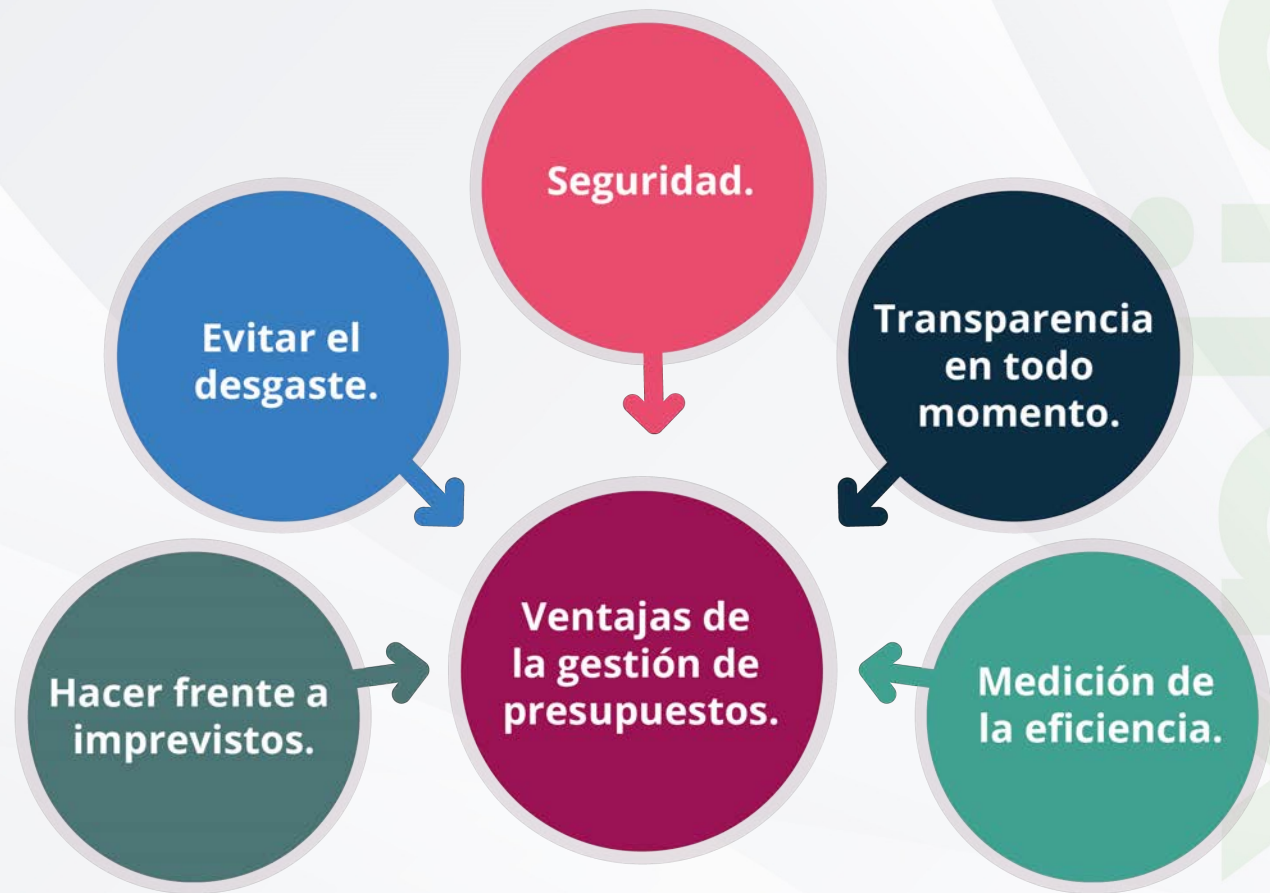 Seguridad.
Evitar el
desgaste.
Transparencia
en todo
momento.
Hacer frente a
imprevistos.
Ventajas de
la gestión de
presupuestos.
Medición de
la eficiencia.